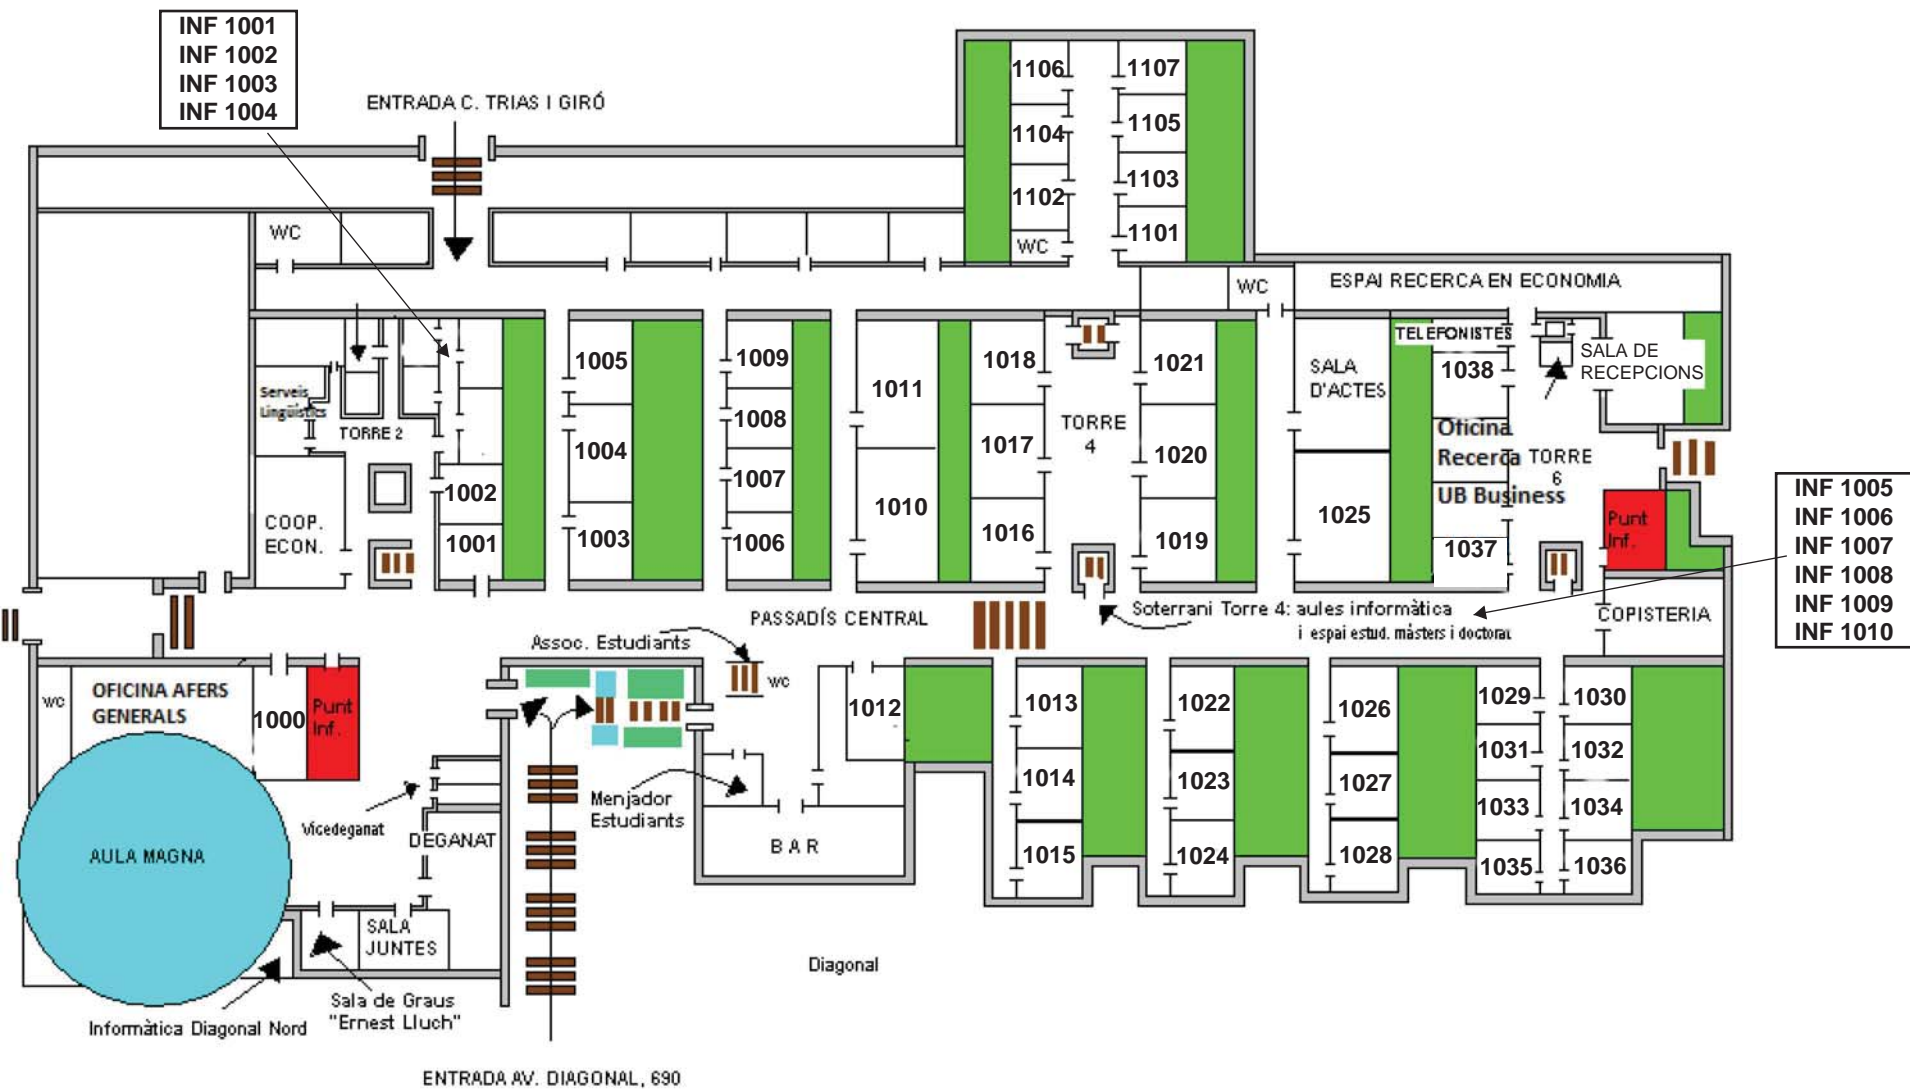 INF 1001
INF 1002
INF 1003
INF 1004
ENTRADA C. TRIAS I GIRÓ
1106
1107
1104
1105
1102
1103
WC
1101
WC
WC
ESPAI RECERCA EN ECONOMIA
TELEFONISTES
SALA DE
RECEPCIONS
Serveis
Lingüístics
TORRE 2
1005
1009
1011
1018
1021
SALA
D'ACTES
1038
1004
1008
1017
TORRE
4
1020
Oficina
Recerca
UB Business
TORRE
6
1002
1007
1010
1025
COOP.
ECON.
1001
1003
1006
1016
1019
1037
Punt
Inf.
INF 1005
INF 1006
INF 1007
INF 1008
INF 1009
INF 1010
PASSADÍS CENTRAL
Soterrani Torre 4: aules informàtica
i espai estud. màsters i doctorat
COPISTERIA
Assoc. Estudiants
wc
wc
OFICINA AFERS
GENERALS
1000
Punt
Inf.
1012
1013
1022
1026
1029
1030
1014
1023
1027
1031
1032
1033
1034
1015
1024
1028
1035
1036
Menjador
Estudiants
Vicedeganat
DEGANAT
BAR
AULA MAGNA
SALA
JUNTES
Diagonal
Sala de Graus
"Ernest Lluch"
Informàtica Diagonal Nord
ENTRADA AV. DIAGONAL, 690